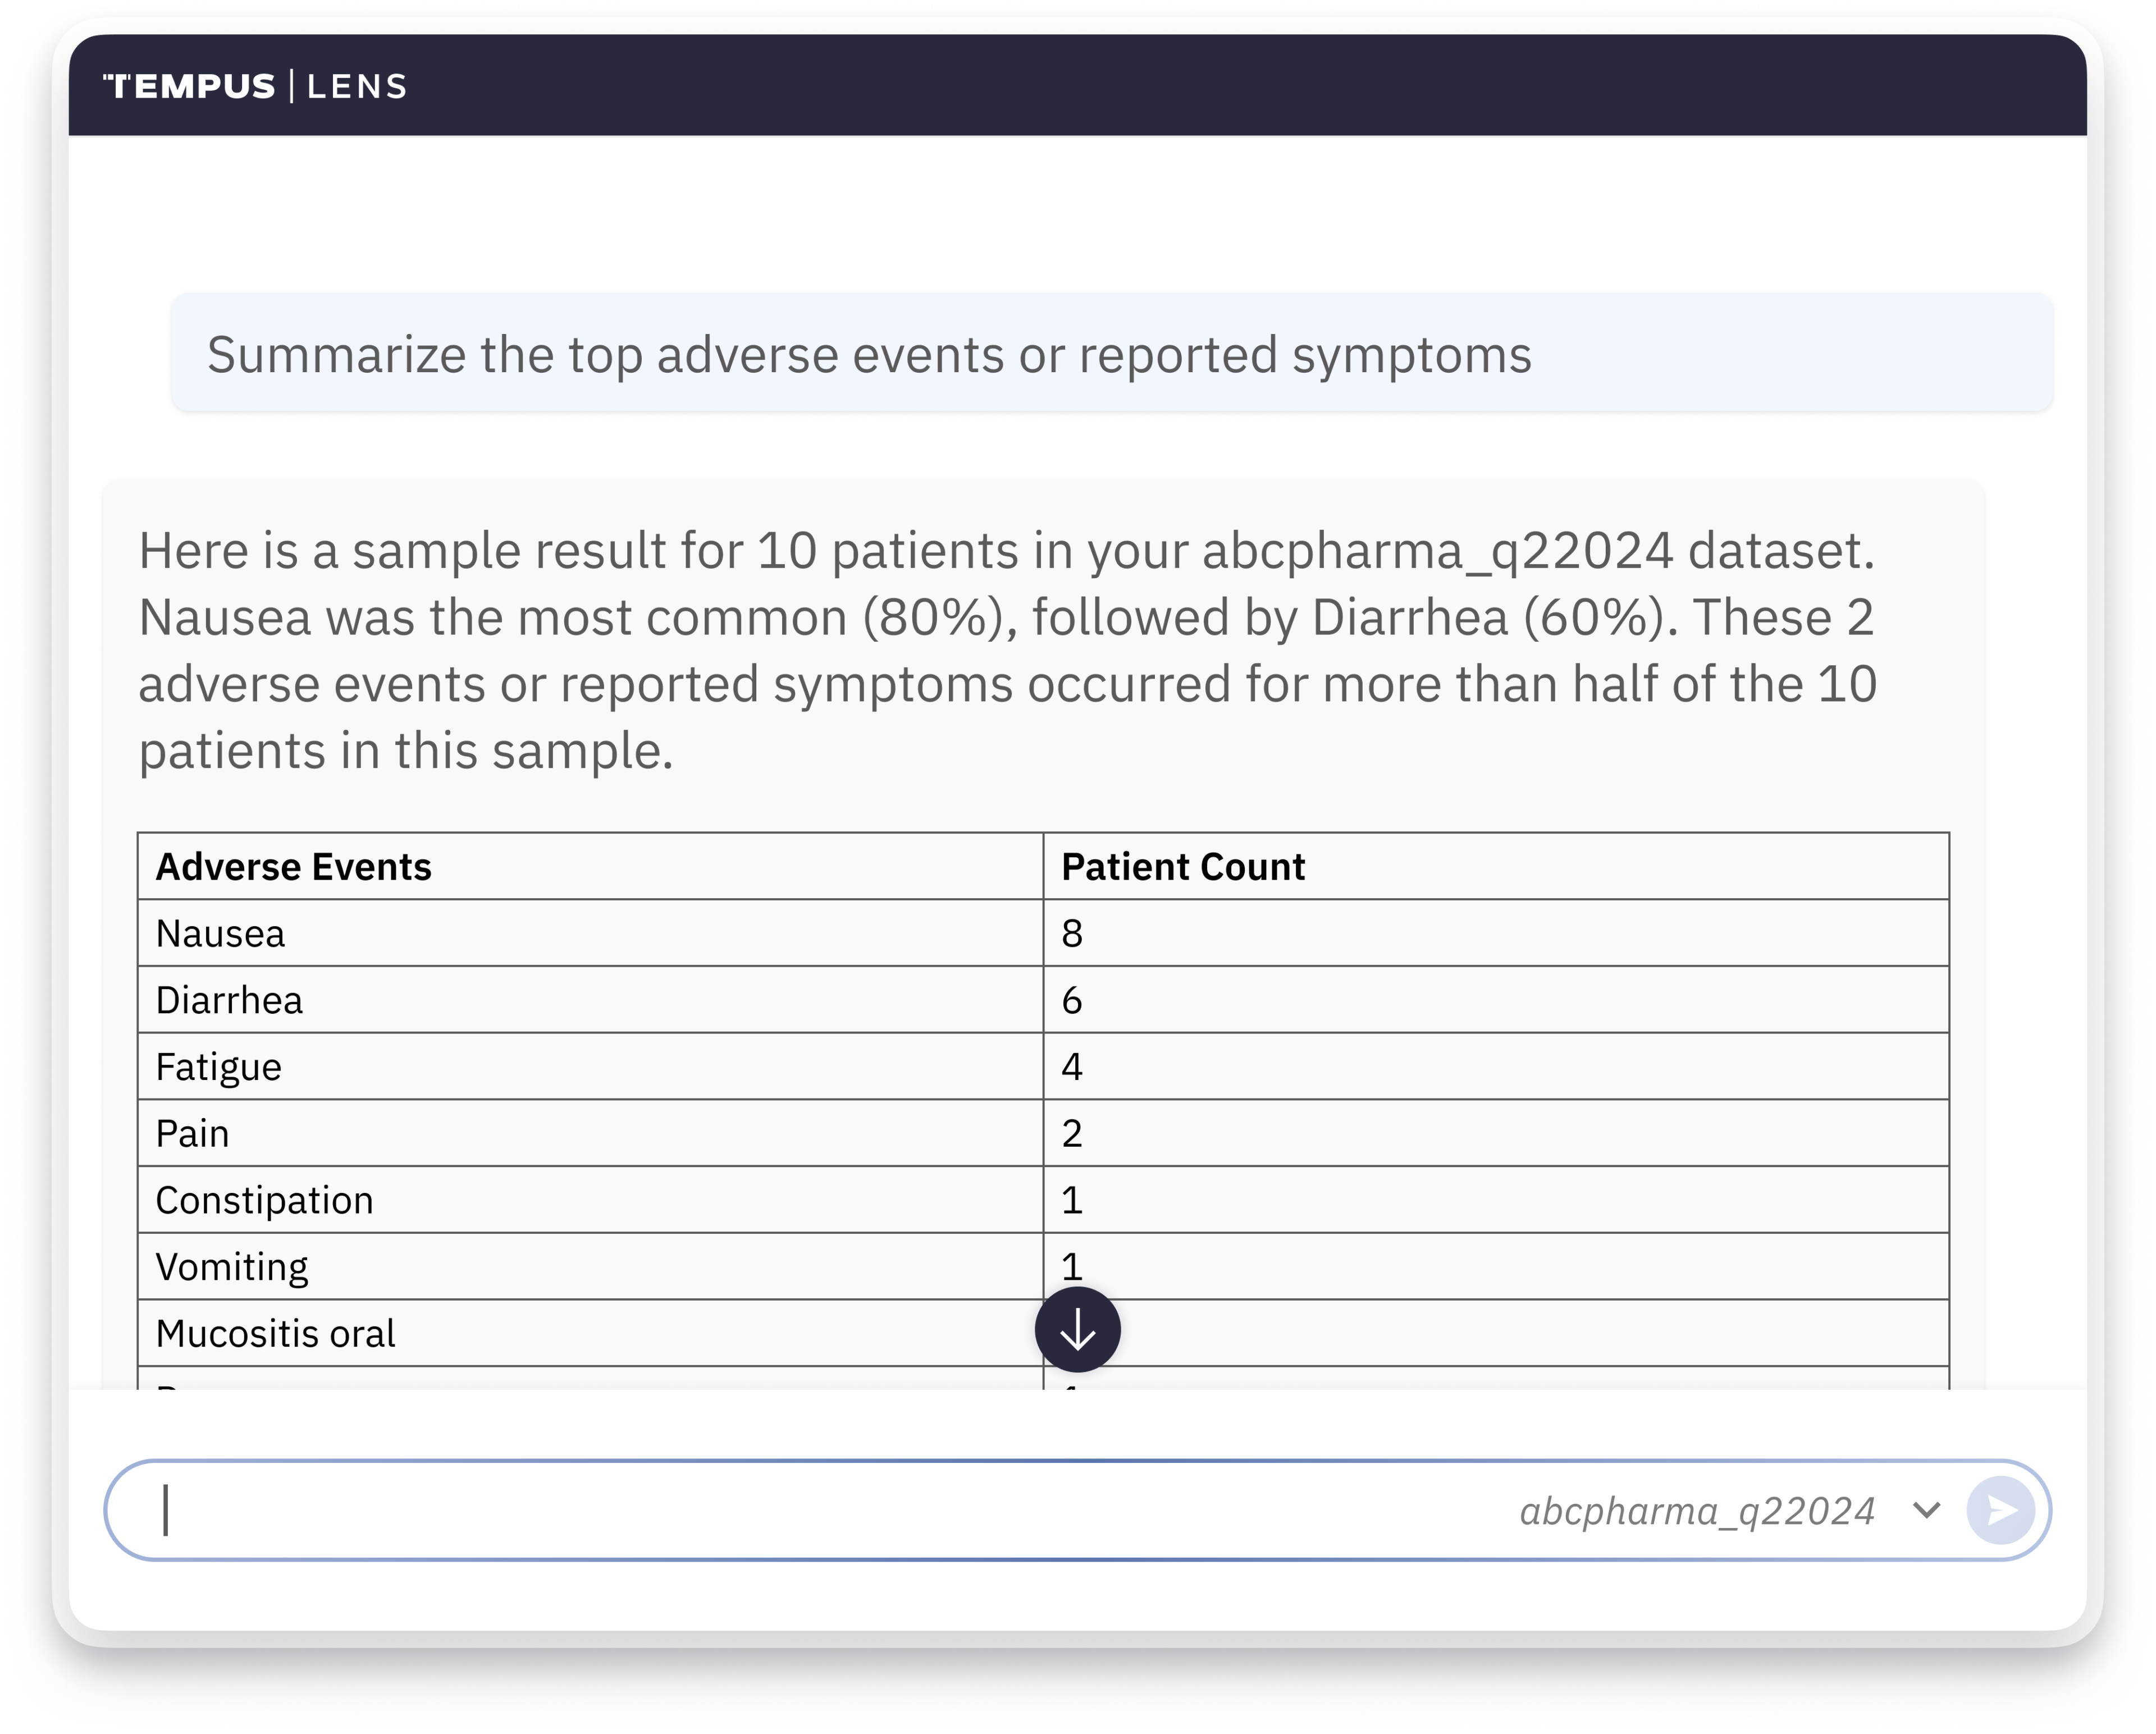 TEMPUS | LENS
Summarize the top adverse events or reported symptoms
Here is a sample result for 10 patients in your abcpharma_q22024 dataset.
Nausea was the most common (80%), followed by Diarrhea (60%). These 2
adverse events or reported symptoms occurred for more than half of the 10
patients in this sample.
Adverse Events Patient Count
Nausea 8
Diarrhea 6
Fatigue 4
Pain 2
Constipation 1
Vomiting 1
Mucositis oral
abcpharma_q22024